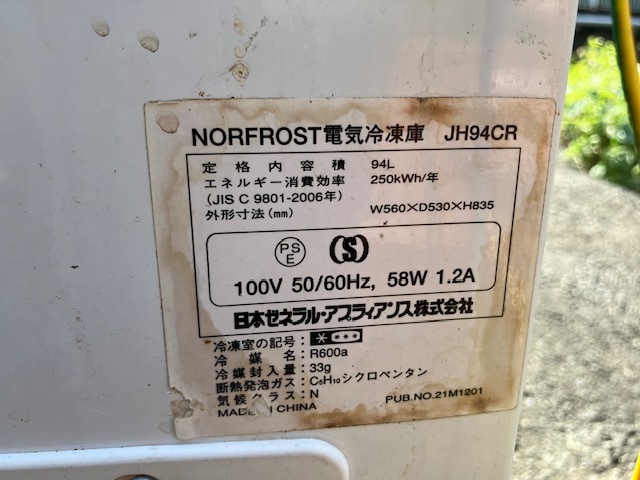 NORFROST電気冷凍庫 JH94CR
定格内容積 94L
エネルギー消費効率 250kWh/年
(JIS C 9801-2006年)
外形寸法(mm) W560×D530×H835
PSE (S)
100V 50/60Hz, 58W 1.2A
日本ゼネラル・アプライアンス株式会社
冷凍室の記号:
冷媒名:R600a
冷媒封入量:33g
断熱発泡ガス:C₅H₁₀シクロペンタン
気候クラス:N
MADE IN CHINA PUB.NO.21M1201